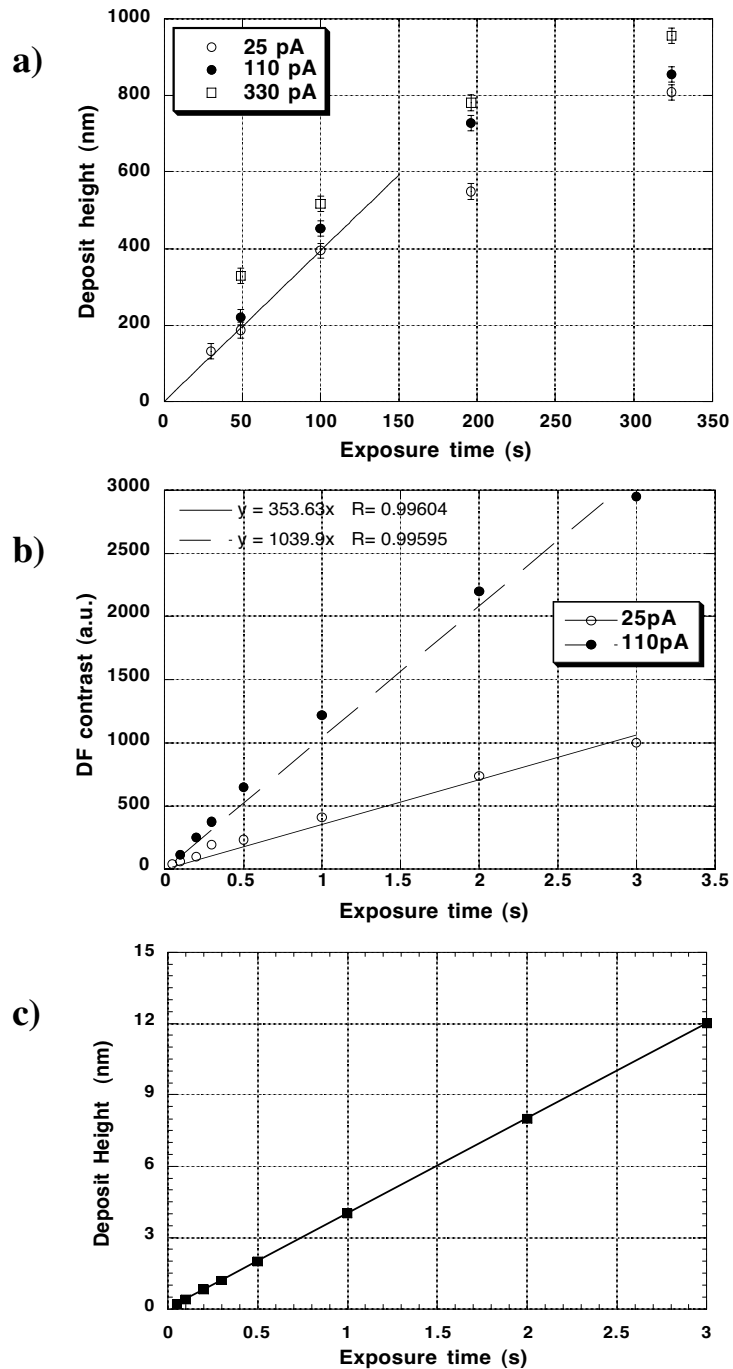 a)
1000
800
600
400
200
0
Deposit height (nm)
25 pA
110 pA
330 pA
0 50 100 150 200 250 300 350
Exposure time (s)
b)
3000
2500
2000
1500
1000
500
0
DF contrast (a.u.)
y = 353.63x R= 0.99604
y = 1039.9x R= 0.99595
25pA
110pA
0 0.5 1 1.5 2 2.5 3 3.5
Exposure time (s)
c)
15
12
9
6
3
0
Deposit Height (nm)
0 0.5 1 1.5 2 2.5 3
Exposure time (s)